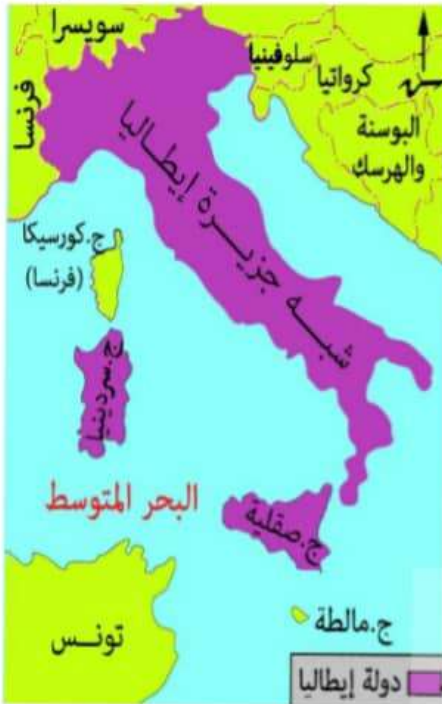 سويسرا
سلوفينيا
كرواتيا
فرنسا
البوسنة
والهرسك
شبه جزيرة إيطاليا
ج.كورسيكا
(فرنسا)
ج.سردينيا
البحر المتوسط
ج.صقلية
ج.مالطة
تونس
دولة إيطاليا